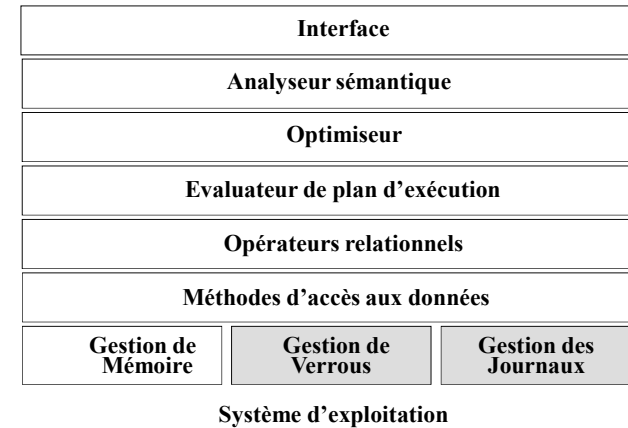 Interface
Analyseur sémantique
Optimiseur
Evaluateur de plan d’exécution
Opérateurs relationnels
Méthodes d’accès aux données
Gestion de
Mémoire
Gestion de
Verrous
Gestion des
Journaux
Système d’exploitation